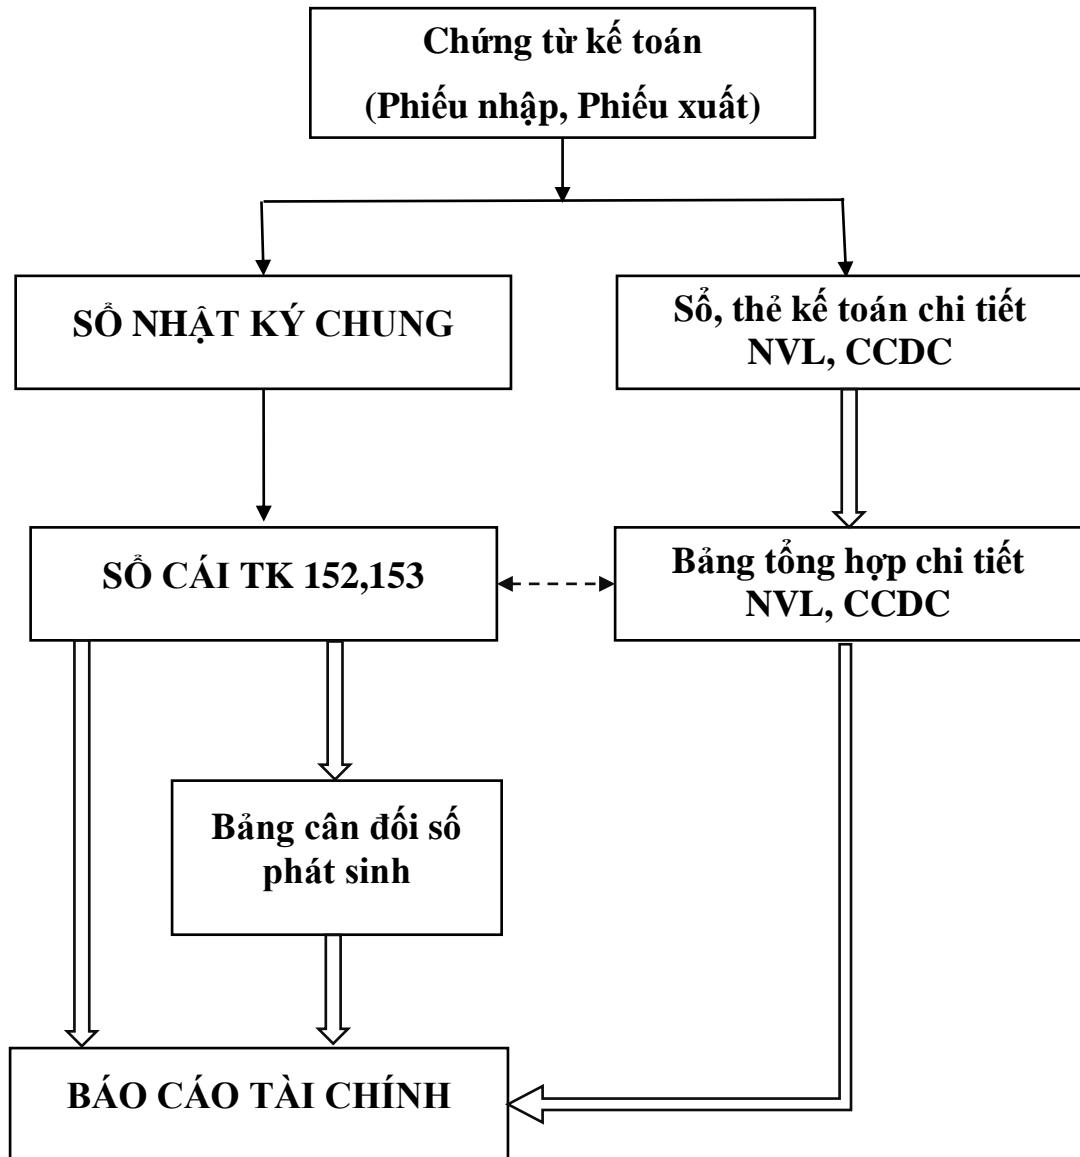 Chứng từ kế toán
(Phiếu nhập, Phiếu xuất)
SỔ NHẬT KÝ CHUNG
Sổ, thẻ kế toán chi tiết
NVL, CCDC
SỔ CÁI TK 152,153
Bảng tổng hợp chi tiết
NVL, CCDC
Bảng cân đối số
phát sinh
BÁO CÁO TÀI CHÍNH